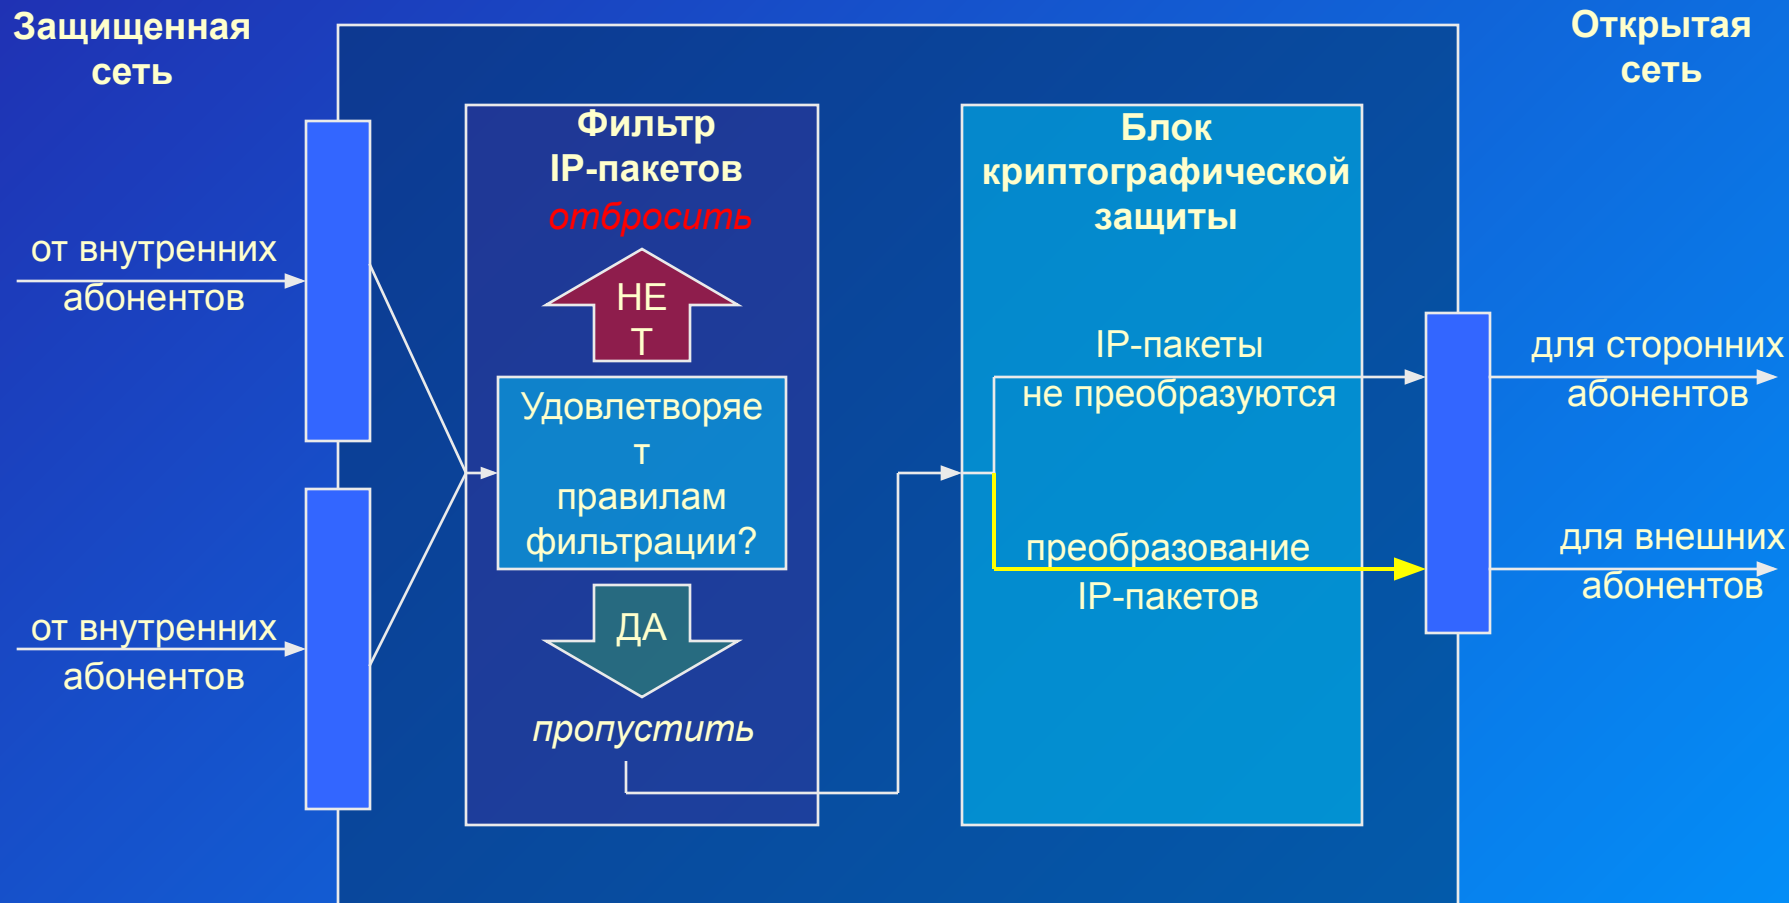 Защищенная
сеть
Открытая
сеть
Фильтр
IP-пакетов
отбросить
НЕ
Т
Удовлетворяе
т
правилам
фильтрации?
ДА
пропустить
от внутренних
абонентов
от внутренних
абонентов
Блок
криптографической
защиты
IP-пакеты
не преобразуются
преобразование
IP-пакетов
для сторонних
абонентов
для внешних
абонентов